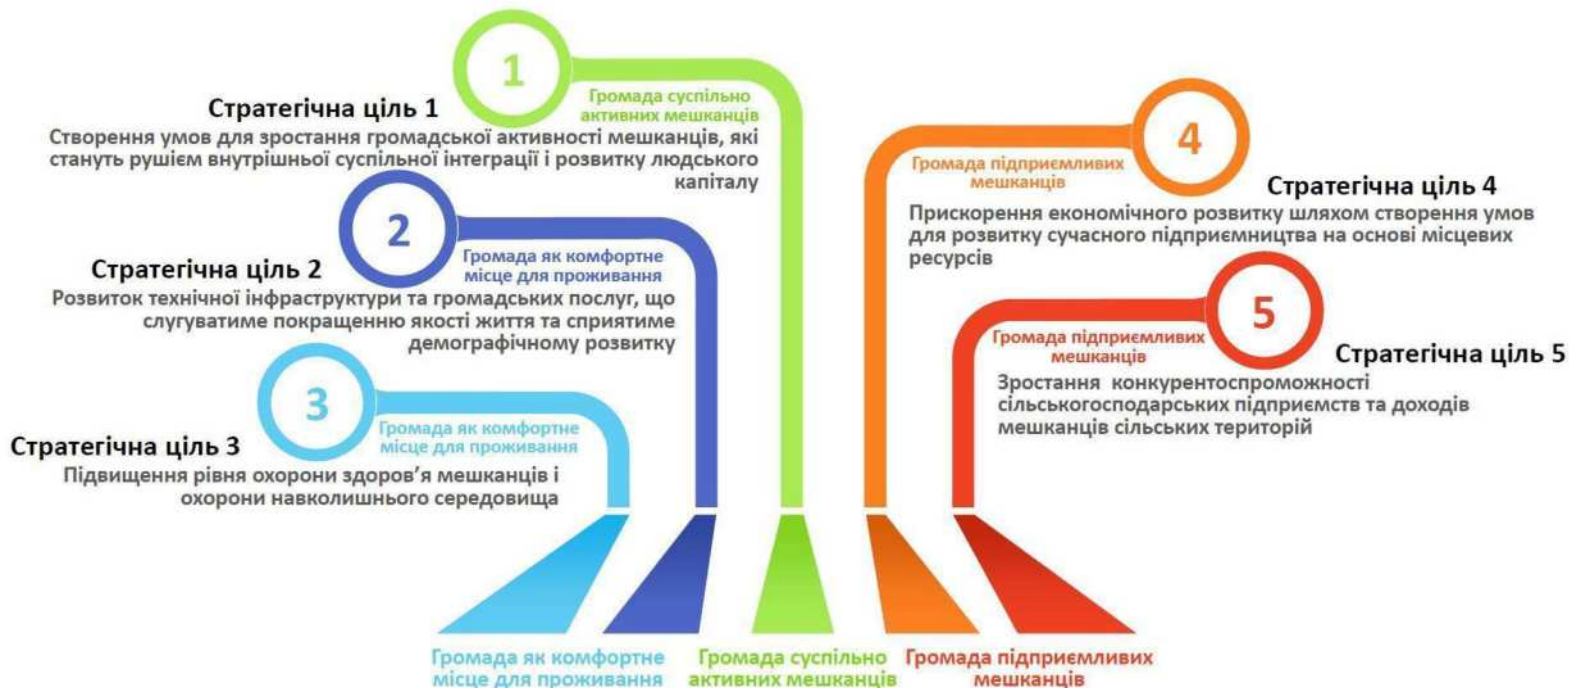 1
Громада суспільно
активних мешканців
Стратегічна ціль 1
Створення умов для зростання громадської активності мешканців, які
стануть рушієм внутрішньої суспільної інтеграції і розвитку людського
капіталу
2
Громада як комфортне
місце для проживання
Стратегічна ціль 2
Розвиток технічної інфраструктури та громадських послуг, що
слугуватиме покращенню якості життя та сприятиме
демографічному розвитку
3
Громада як комфортне
місце для проживання
Стратегічна ціль 3
Підвищення рівня охорони здоров’я мешканців і
охорони навколишнього середовища
4
Громада підприємливих
мешканців
Стратегічна ціль 4
Прискорення економічного розвитку шляхом створення умов
для розвитку сучасного підприємництва на основі місцевих
ресурсів
5
Громада підприємливих
мешканців
Стратегічна ціль 5
Зростання конкурентоспроможності
сільськогосподарських підприємств та доходів
мешканців сільських територій
Громада як комфортне
місце для проживання
Громада суспільно
активних мешканців
Громада підприємливих
мешканців